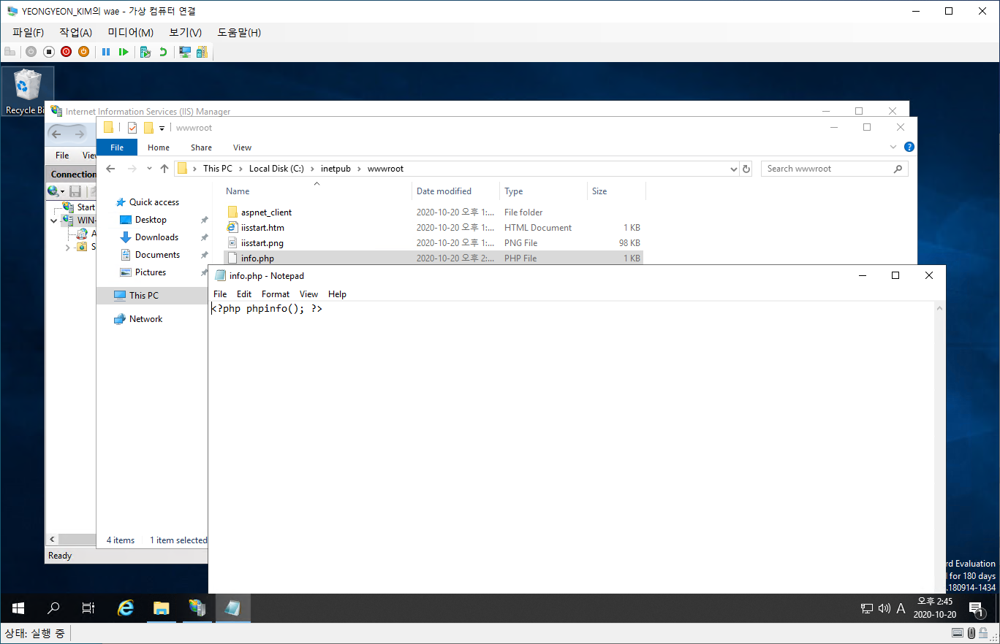 YEONGYEON_KIM의 wae - 가상 컴퓨터 연결
파일(F) 작업(A) 미디어(M) 보기(V) 도움말(H)
Recycle Bi
Internet Information Services (IIS) Manager
wwwroot
File Home Share View
File Vie
This PC Local Disk (C:) inetpub wwwroot
Search wwwroot
Connection
Name Date modified Type Size
Quick access
Desktop
Downloads
Documents
Pictures
This PC
Network
Start
WIN-
A
S
aspnet_client 2020-10-20 오후 1:... File folder
iisstart.htm 2020-10-20 오후 1:... HTML Document 1 KB
iisstart.png 2020-10-20 오후 1:... PNG File 98 KB
info.php 2020-10-20 오후 2:... PHP File 1 KB
info.php - Notepad
File Edit Format View Help
<?php phpinfo(); ?>
4 items 1 item selected
Ready
rd Evaluation
for 180 days
.180914-1434
A
오후 2:45
2020-10-20
1
상태: 실행 중